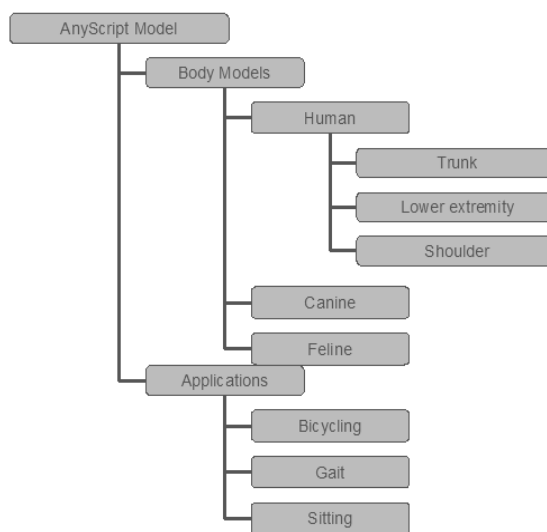 AnyScript Model
Body Models
Human
Trunk
Lower extremity
Shoulder
Canine
Feline
Applications
Bicycling
Gait
Sitting